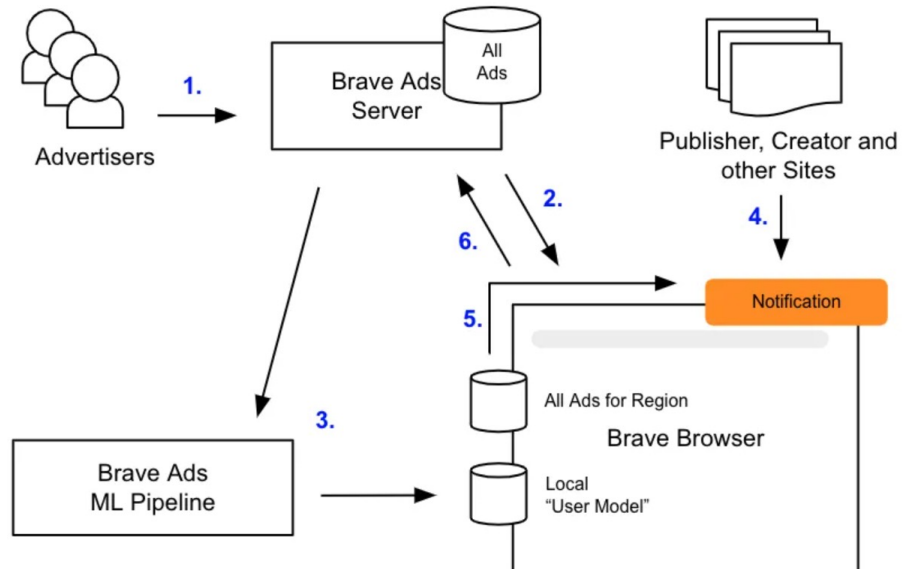 All
Ads
Brave Ads
Server
1.
Advertisers
Publisher, Creator and
other Sites
2.
4.
6.
Notification
5.
All Ads for Region
3.
Brave Browser
Brave Ads
ML Pipeline
Local
“User Model”